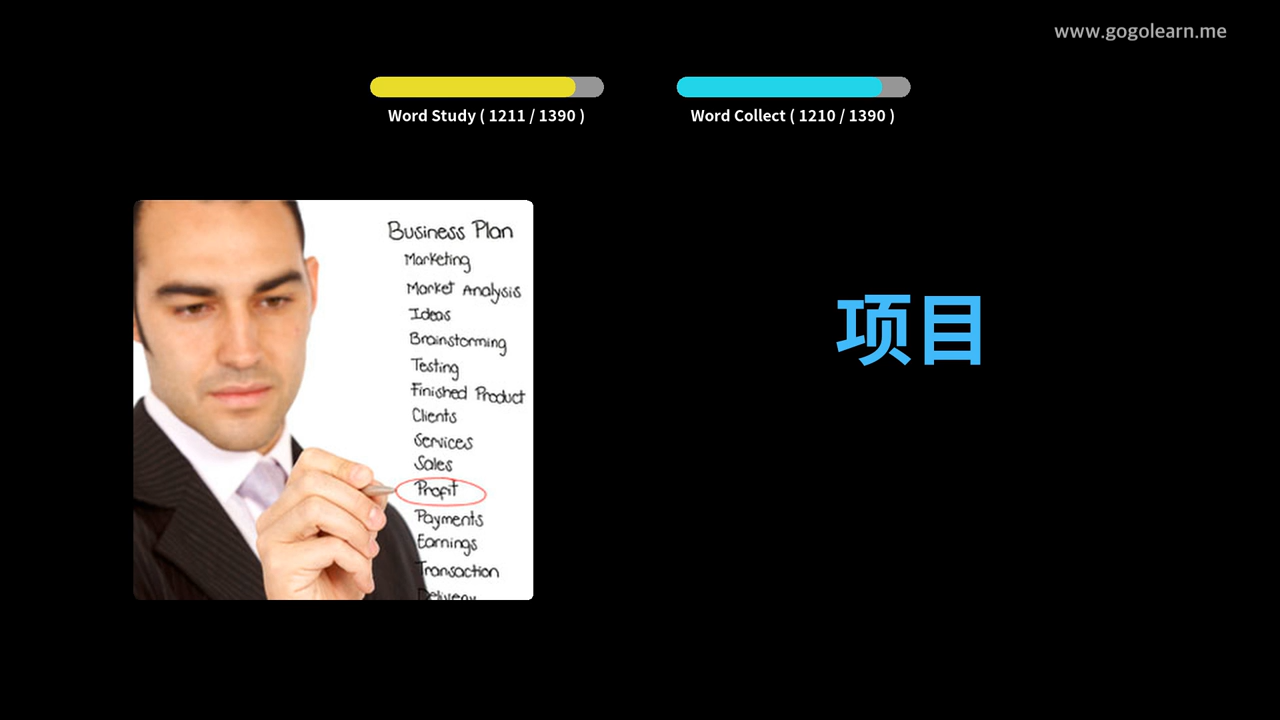 www.gogolearn.me
Word Study ( 1211 / 1390 )
Word Collect ( 1210 / 1390 )
Business Plan
Marketing
Market Analysis
Ideas
Brainstorming
Testing
Finished Product
Clients
Services
Sales
Profit
Payments
Earnings
Transaction
Delivery
项目